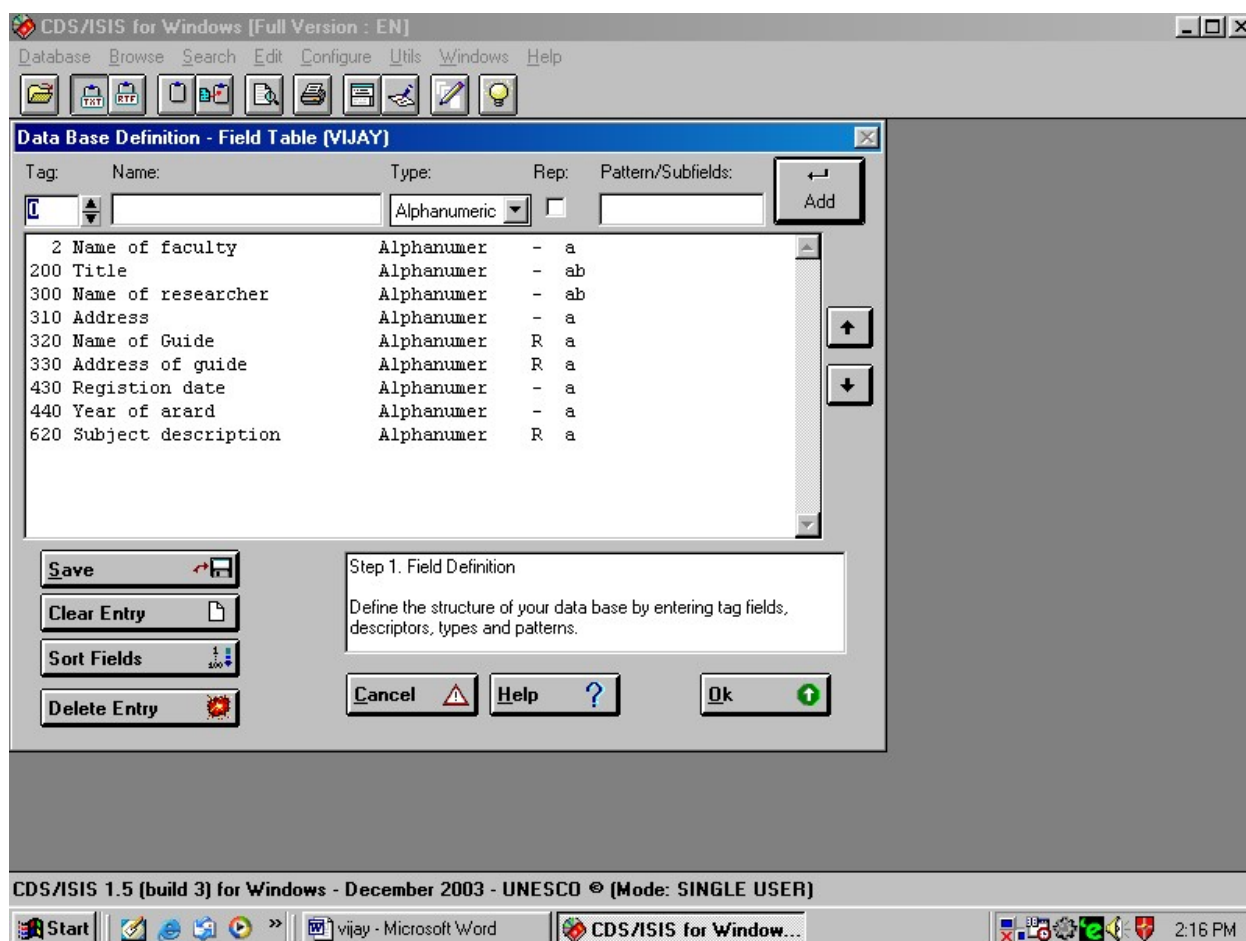 CDS/ISIS for Windows [Full Version : EN]
Database Browse Search Edit Configure Utils Windows Help
TXT RTF
Data Base Definition - Field Table (VIJAY)
Tag: Name: Type: Rep: Pattern/Subfields:
Add
0 Alphanumeric
2 Name of faculty Alphanumer - a
200 Title Alphanumer - ab
300 Name of researcher Alphanumer - ab
310 Address Alphanumer - a
320 Name of Guide Alphanumer R a
330 Address of guide Alphanumer R a
430 Registion date Alphanumer - a
440 Year of arard Alphanumer - a
620 Subject description Alphanumer R a
Save
Clear Entry
Sort Fields
Delete Entry
Step 1. Field Definition
Define the structure of your data base by entering tag fields,
descriptors, types and patterns.
Cancel Help ? Ok
CDS/ISIS 1.5 (build 3) for Windows - December 2003 - UNESCO © (Mode: SINGLE USER)
Start » vijay - Microsoft Word CDS/ISIS for Window... 2:16 PM